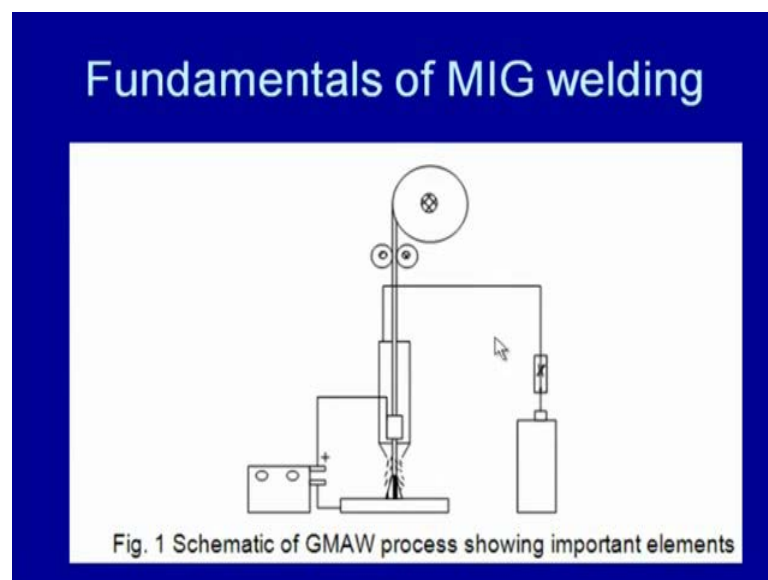 Fundamentals of MIG welding
+
Fig. 1 Schematic of GMAW process showing important elements